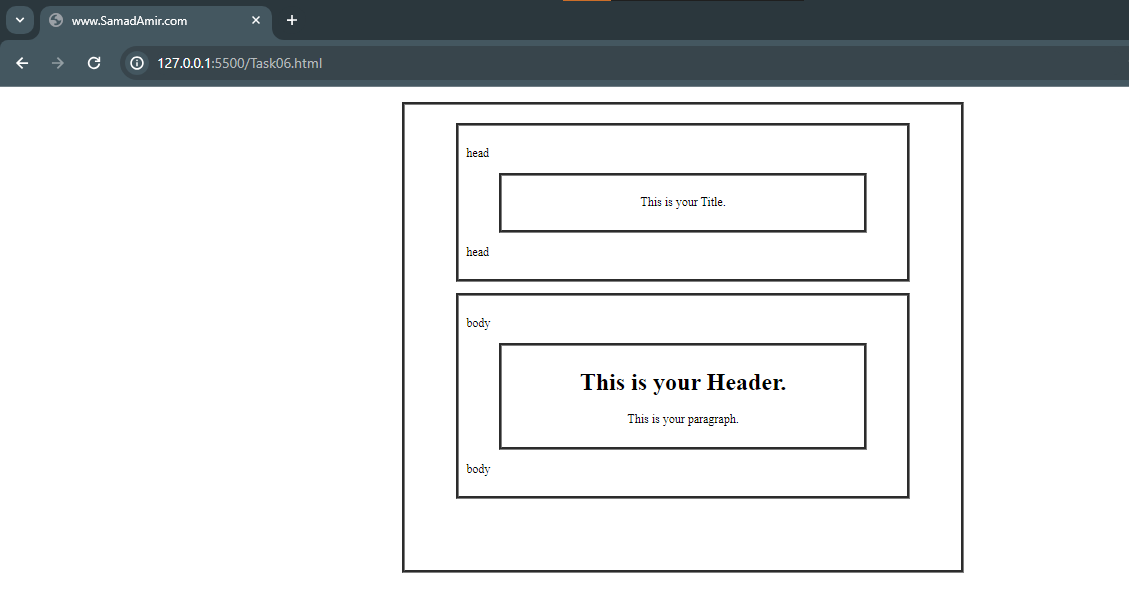 www.SamadAmir.com
127.0.0.1:5500/Task06.html
head
This is your Title.
head
body
This is your Header.
This is your paragraph.
body